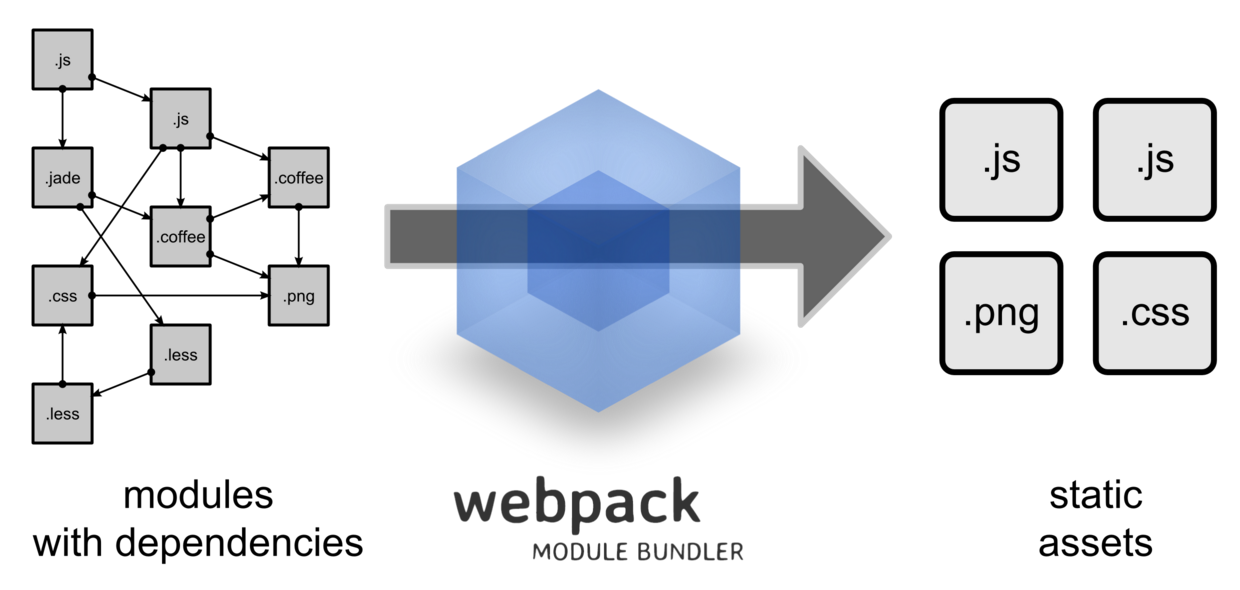 .js
.js
.jade
.coffee
.coffee
.css
.png
.less
.less
modules
with dependencies
webpack
MODULE BUNDLER
.js
.js
.png
.css
static
assets